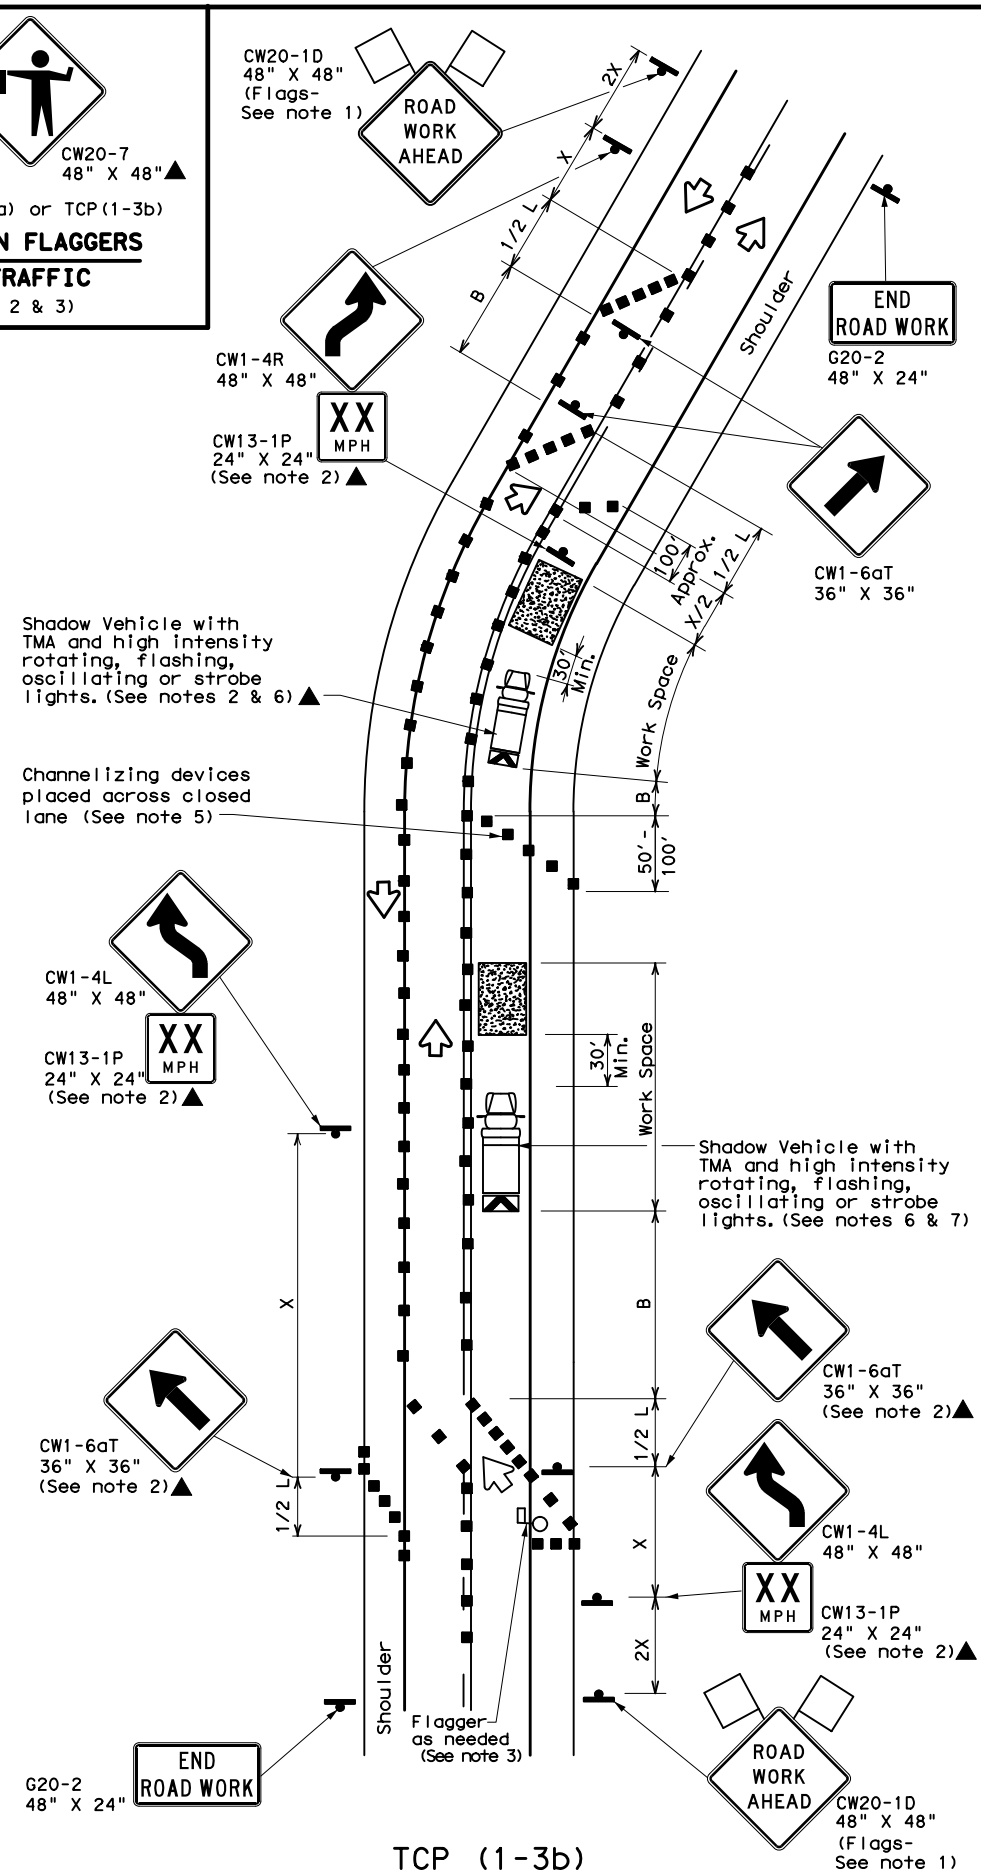 CW20-7
48" X 48"
a) or TCP(1-3b)
N FLAGGERS
TRAFFIC
2 & 3)
CW20-1D
48" X 48"
(Flags-
See note 1)
ROAD
WORK
AHEAD
2X
X
1/2 L
B
CW1-4R
48" X 48"
XX
MPH
CW13-1P
24" X 24"
(See note 2)
Shoulder
END
ROAD WORK
G20-2
48" X 24"
CW1-6aT
36" X 36"
100'
Approx.
1/2 L
X/2
30'
Min.
Work Space
B
50' -
100'
Shadow Vehicle with
TMA and high intensity
rotating, flashing,
oscillating or strobe
lights. (See notes 2 & 6)
Channelizing devices
placed across closed
lane (See note 5)
CW1-4L
48" X 48"
XX
MPH
CW13-1P
24" X 24"
(See note 2)
30'
Min.
Work Space
Shadow Vehicle with
TMA and high intensity
rotating, flashing,
oscillating or strobe
lights. (See notes 6 & 7)
X
B
CW1-6aT
36" X 36"
(See note 2)
1/2 L
CW1-6aT
36" X 36"
(See note 2)
1/2 L
X
CW1-4L
48" X 48"
XX
MPH
CW13-1P
24" X 24"
(See note 2)
2X
Shoulder
Flagger
as needed
(See note 3)
END
ROAD WORK
G20-2
48" X 24"
ROAD
WORK
AHEAD
CW20-1D
48" X 48"
(Flags-
See note 1)
TCP (1-3b)